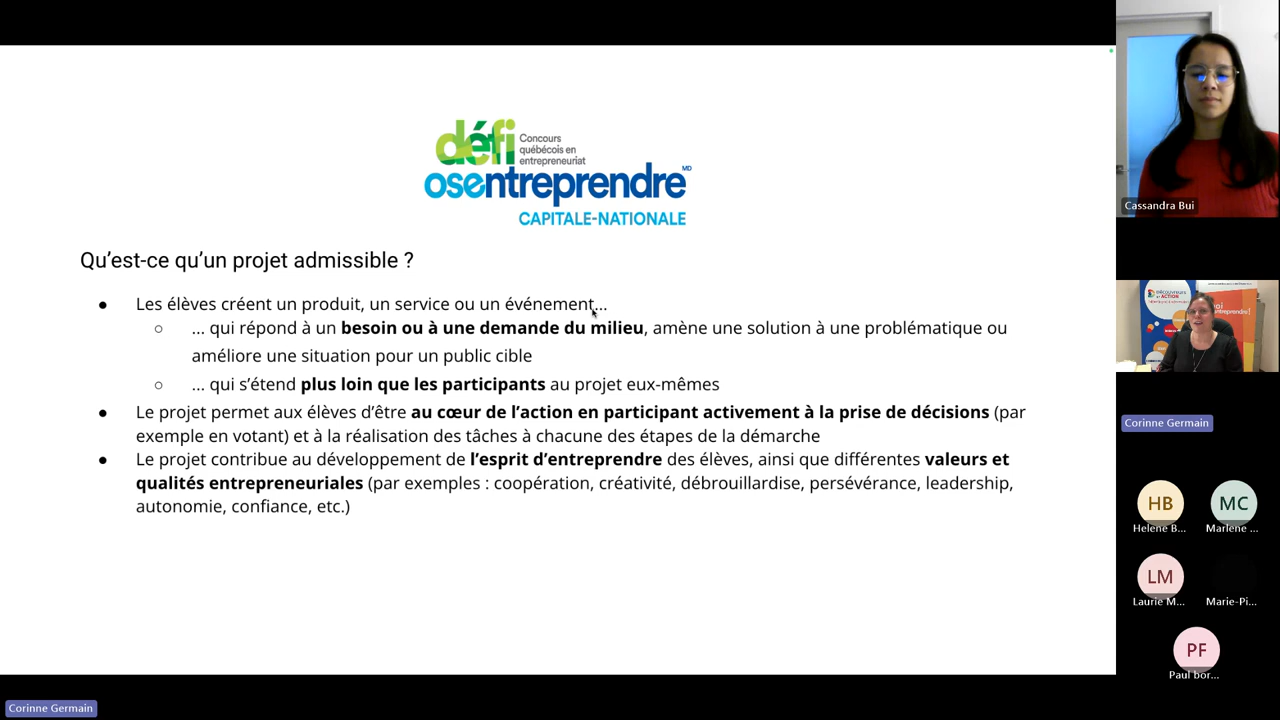 défi
Concours
québécois en
entrepreneuriat
osentreprendre MD
CAPITALE-NATIONALE
Qu'est-ce qu'un projet admissible ?
● Les élèves créent un produit, un service ou un événement...
○ ... qui répond à un besoin ou à une demande du milieu, amène une solution à une problématique ou
améliore une situation pour un public cible
○ ... qui s'étend plus loin que les participants au projet eux-mêmes
● Le projet permet aux élèves d'être au cœur de l'action en participant activement à la prise de décisions (par
exemple en votant) et à la réalisation des tâches à chacune des étapes de la démarche
● Le projet contribue au développement de l'esprit d'entreprendre des élèves, ainsi que différentes valeurs et
qualités entrepreneuriales (par exemples : coopération, créativité, débrouillardise, persévérance, leadership,
autonomie, confiance, etc.)
Cassandra Bui
Corinne Germain
HB
Helene B...
MC
Marlene ...
LM
Laurie M...
Marie-Pi...
PF
Paul bor...
Corinne Germain